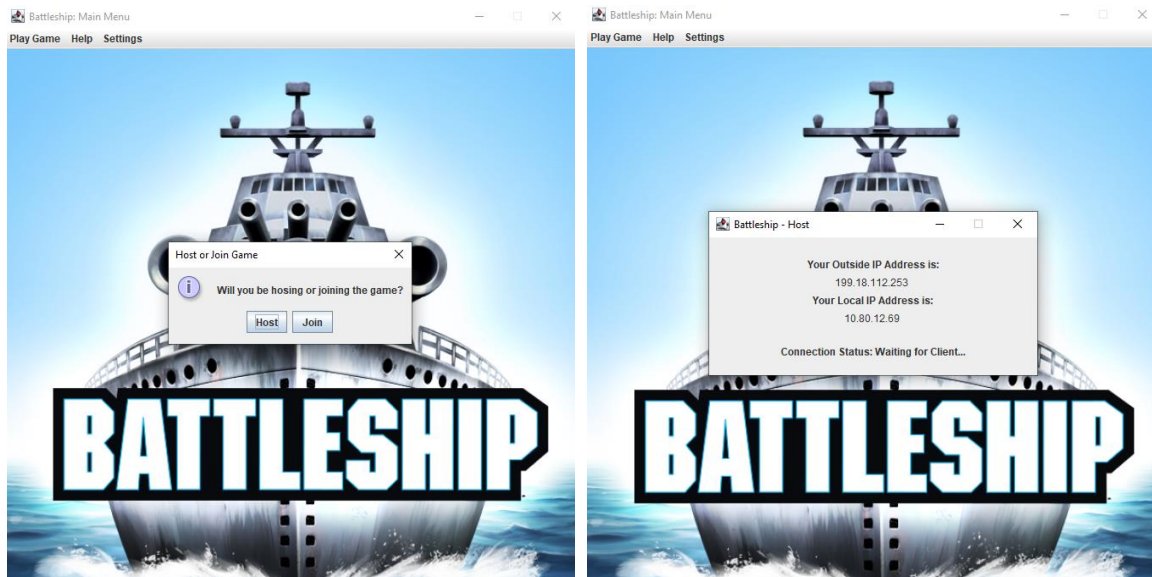 Battleship: Main Menu
Play Game Help Settings
Host or Join Game
Will you be hosing or joining the game?
Host Join
BATTLESHIP
Battleship: Main Menu
Play Game Help Settings
Battleship - Host
Your Outside IP Address is:
199.18.112.253
Your Local IP Address is:
10.80.12.69
Connection Status: Waiting for Client...
BATTLESHIP